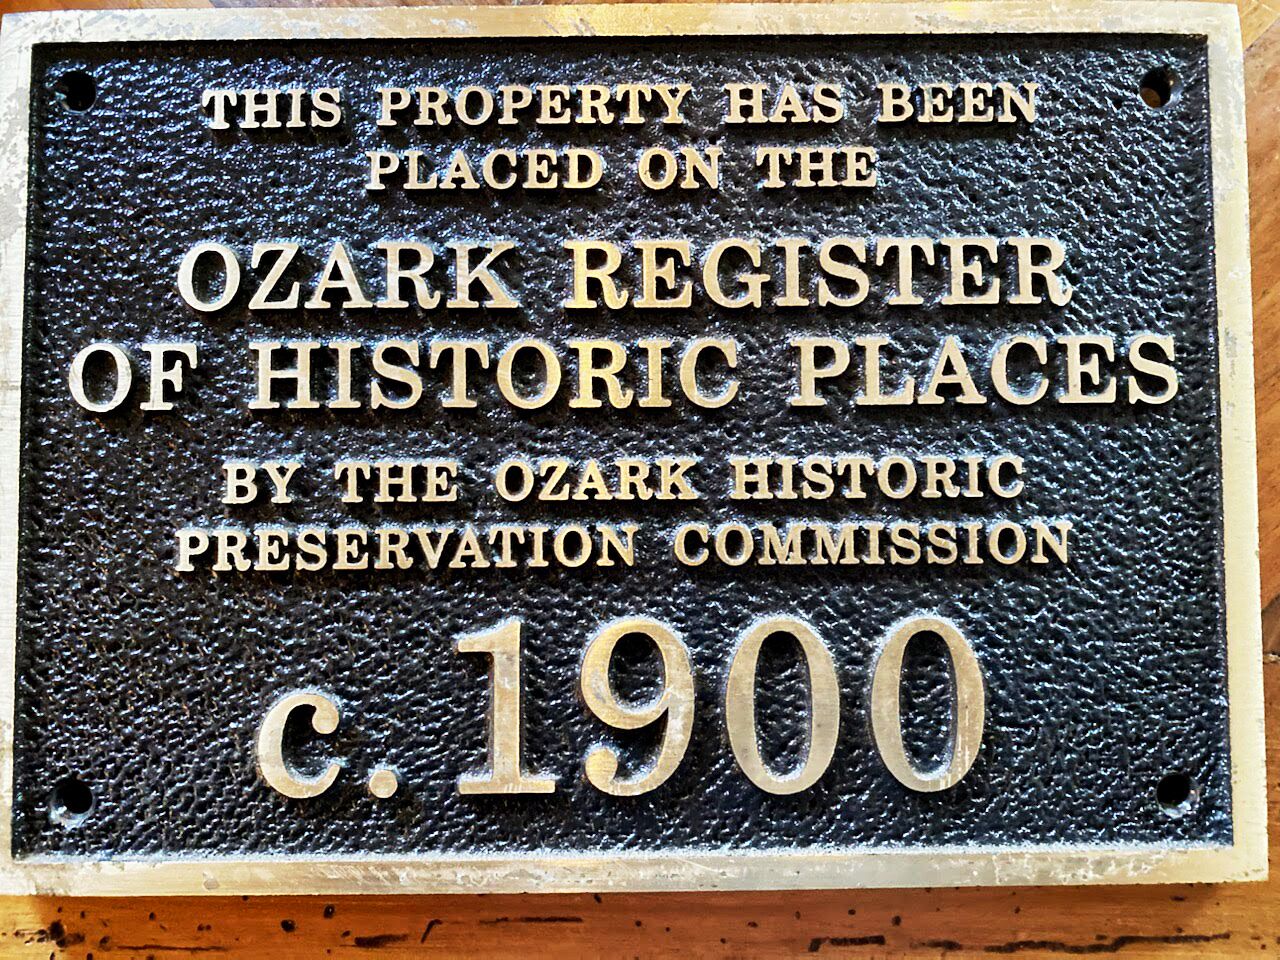 THIS PROPERTY HAS BEEN
PLACED ON THE
OZARK REGISTER
OF HISTORIC PLACES
BY THE OZARK HISTORIC
PRESERVATION COMMISSION
c. 1900